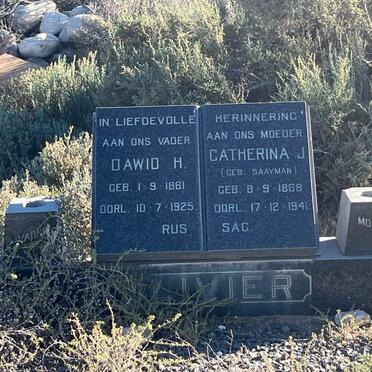 IN LIEFDEVOLLE HERINNERING
AAN ONS VADER
DAWID H.
GEB. 1-9-1861
OORL. 10-7-1925
RUS
AAN ONS MOEDER
CATHERINA J.
(GEB. SAAYMAN)
GEB. 8-9-1868
OORL. 17-12-1941
SAG.